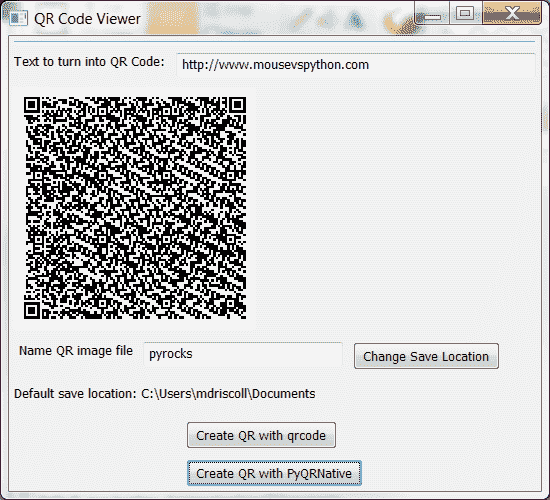 QR Code Viewer
Text to turn into QR Code: http://www.mousevspython.com
Name QR image file pyrocks Change Save Location
Default save location: C:\Users\mdriscoll\Documents
Create QR with qrcode
Create QR with PyQRNative